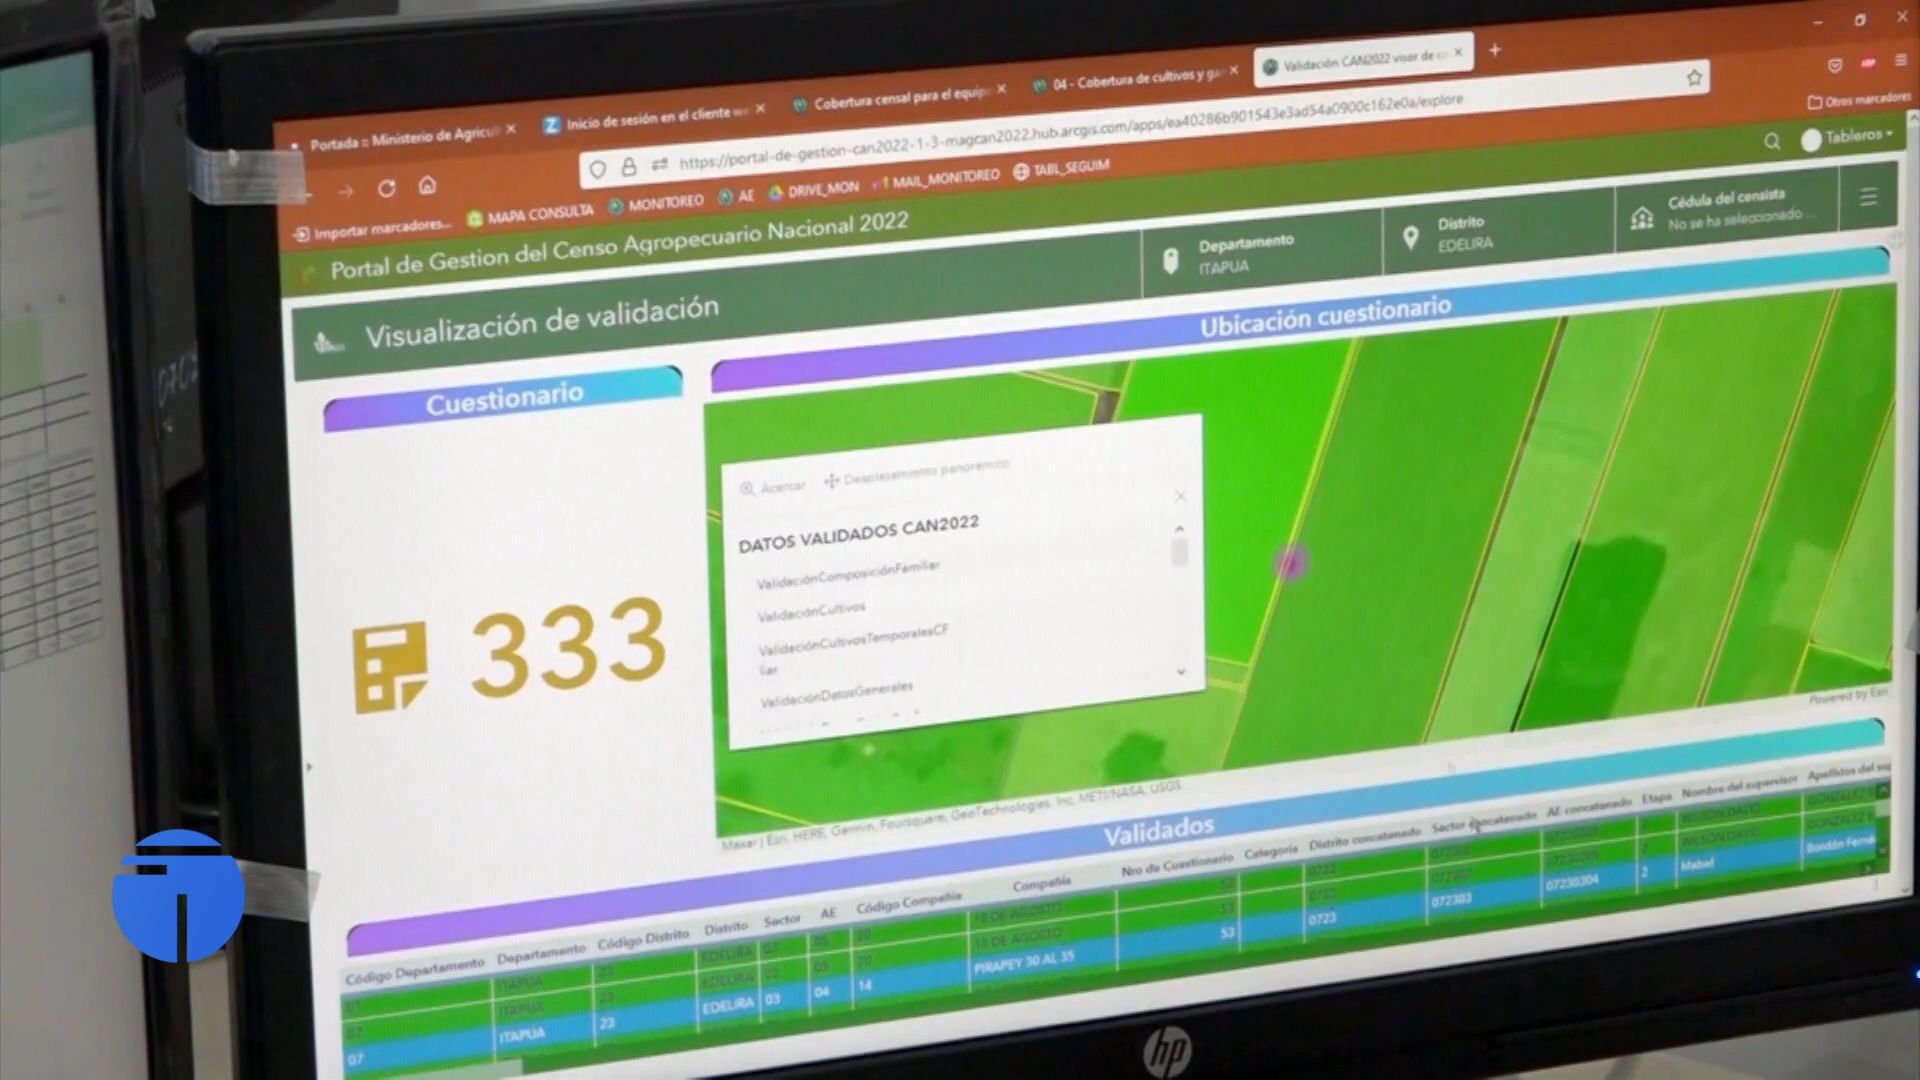 Portada :: Ministerio de Agricul
Inicio de sesión en el cliente we
Cobertura censal para el equip
04 - Cobertura de cultivos y ga
Validación CAN2022 visor de c
https://portal-de-gestion-can2022-1-3-magcan2022.hub.arcgis.com/apps/ea40286b901543e3ad54a0900c162e0a/explore
Importar marcadores...
MAPA CONSULTA
MONITOREO
AE
DRIVE_MON
MAIL_MONITOREO
TABL_SEGUIM
Otros marcadores
Portal de Gestion del Censo Agropecuario Nacional 2022
Tableros
Visualización de validación
Departamento
ITAPUA
Distrito
EDELIRA
Cédula del censista
No se ha seleccionado ...
Cuestionario
333
Ubicación cuestionario
Acercar
Desplazamiento panorámico
DATOS VALIDADOS CAN2022
ValidaciónComposiciónFamiliar
ValidaciónCultivos
ValidaciónCultivosTemporalesCF
liar
ValidaciónDatosGenerales
Powered by Esri
Maxar | Esri, HERE, Garmin, Foursquare, GeoTechnologies, Inc, METI/NASA, USGS
Validados
Código Departamento Departamento Código Distrito Distrito Sector AE Código Compañía Compañía Nro de Cuestionario Categoria Distrito concatenado Sector concatenado AE concatenado Etapa Nombre del supervisor Apellidos del su
07 ITAPUA 23 EDELIRA 03 04 14 PIRAPEY 30 AL 35 53 0723 072303 07230304 2 Mabel Bordón Ferná
hp